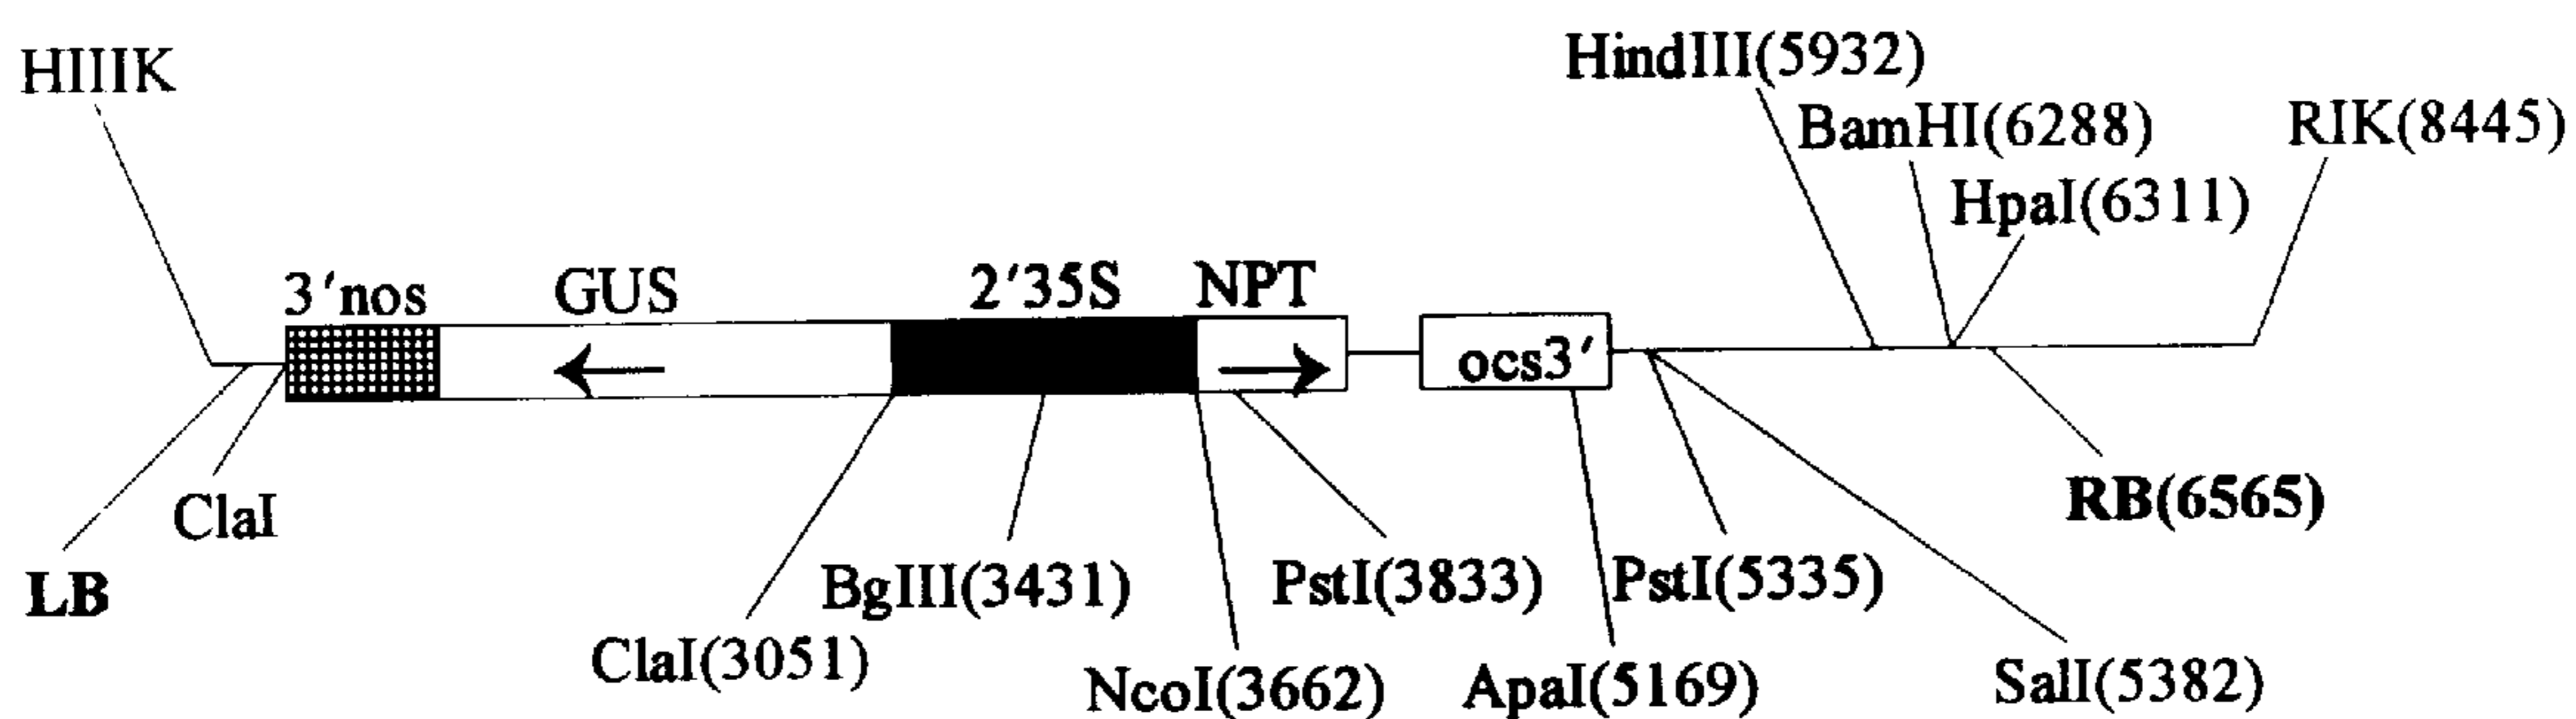 HIIIK
HindIII(5932)
BamHI(6288)
RIK(8445)
HpaI(6311)
3'nos
GUS
2'35S
NPT
ocs3'
LB
ClaI
ClaI(3051)
BgIII(3431)
NcoI(3662)
PstI(3833)
ApaI(5169)
PstI(5335)
SalI(5382)
RB(6565)